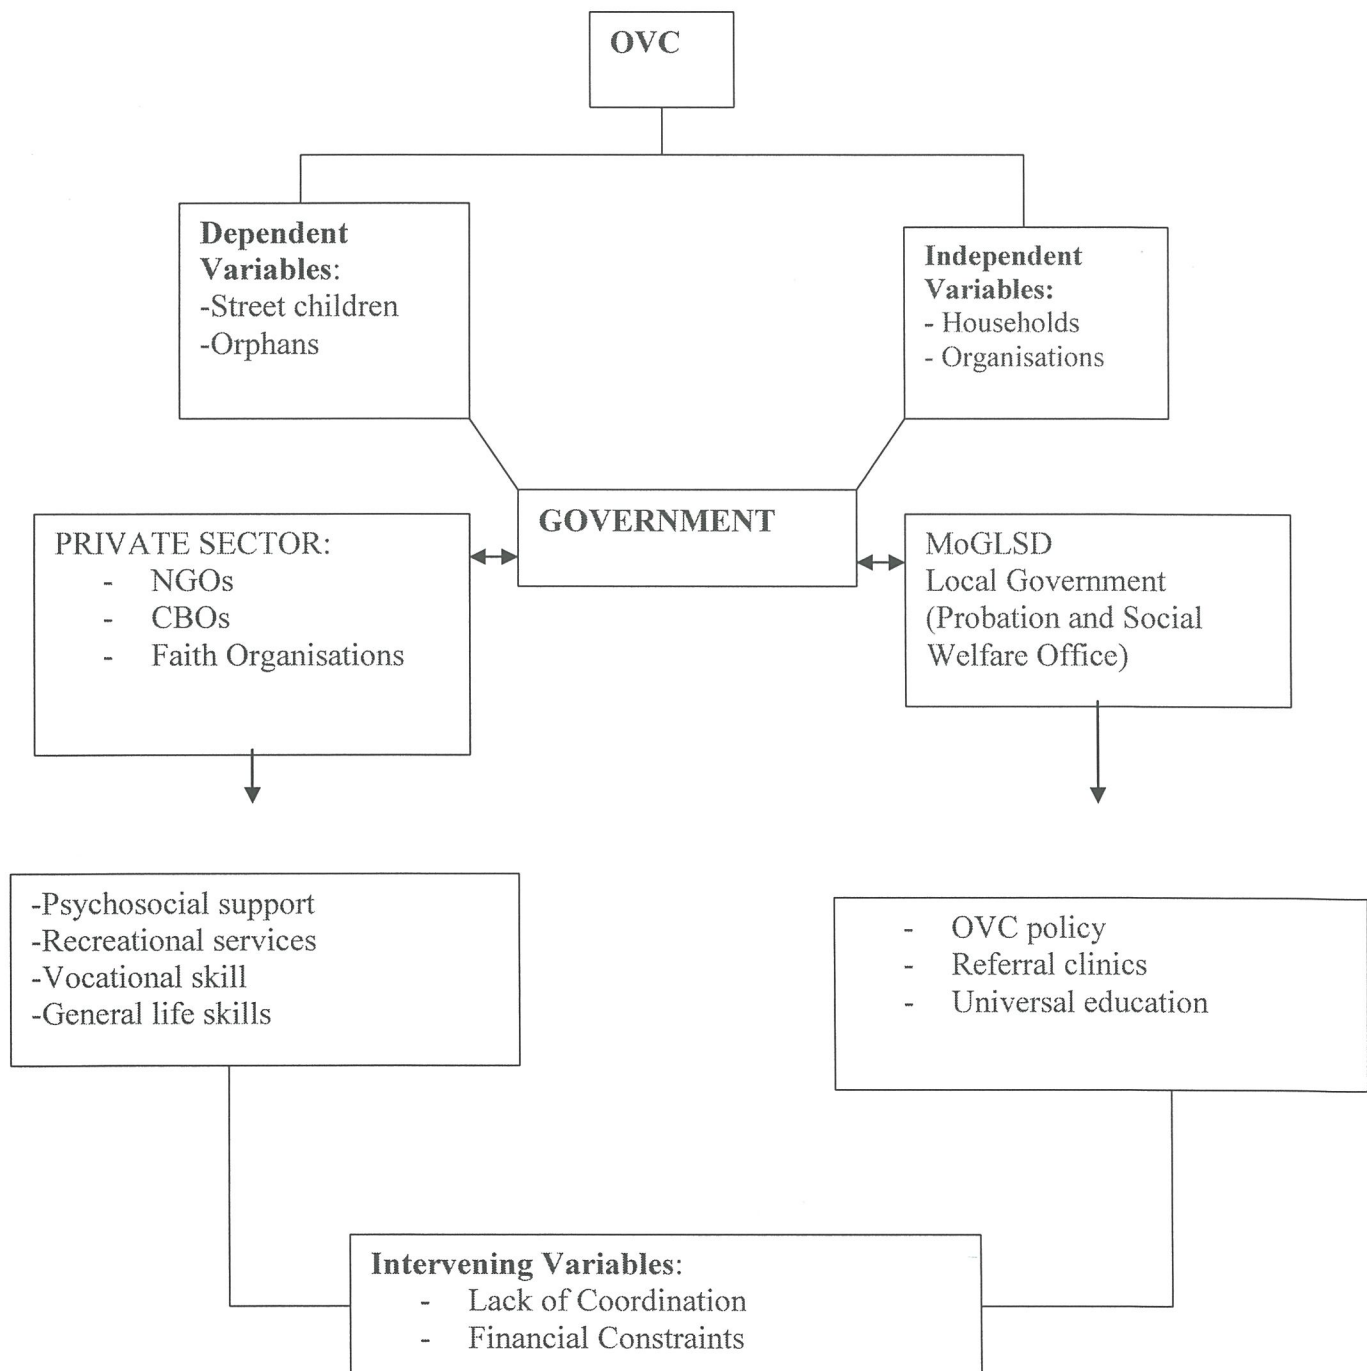 OVC
Dependent
Variables:
-Street children
-Orphans
Independent
Variables:
- Households
- Organisations
GOVERNMENT
PRIVATE SECTOR:
- NGOs
- CBOs
- Faith Organisations
MoGLSD
Local Government
(Probation and Social
Welfare Office)
-Psychosocial support
-Recreational services
-Vocational skill
-General life skills
- OVC policy
- Referral clinics
- Universal education
Intervening Variables:
- Lack of Coordination
- Financial Constraints